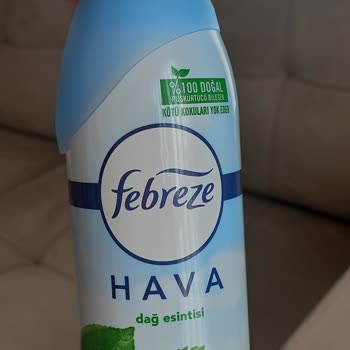 %100 DOĞAL
PÜSKÜRTÜCÜ BİLEŞEN
KÖTÜ KOKULARI YOK EDER
febreze
HAVA
dağ esintisi